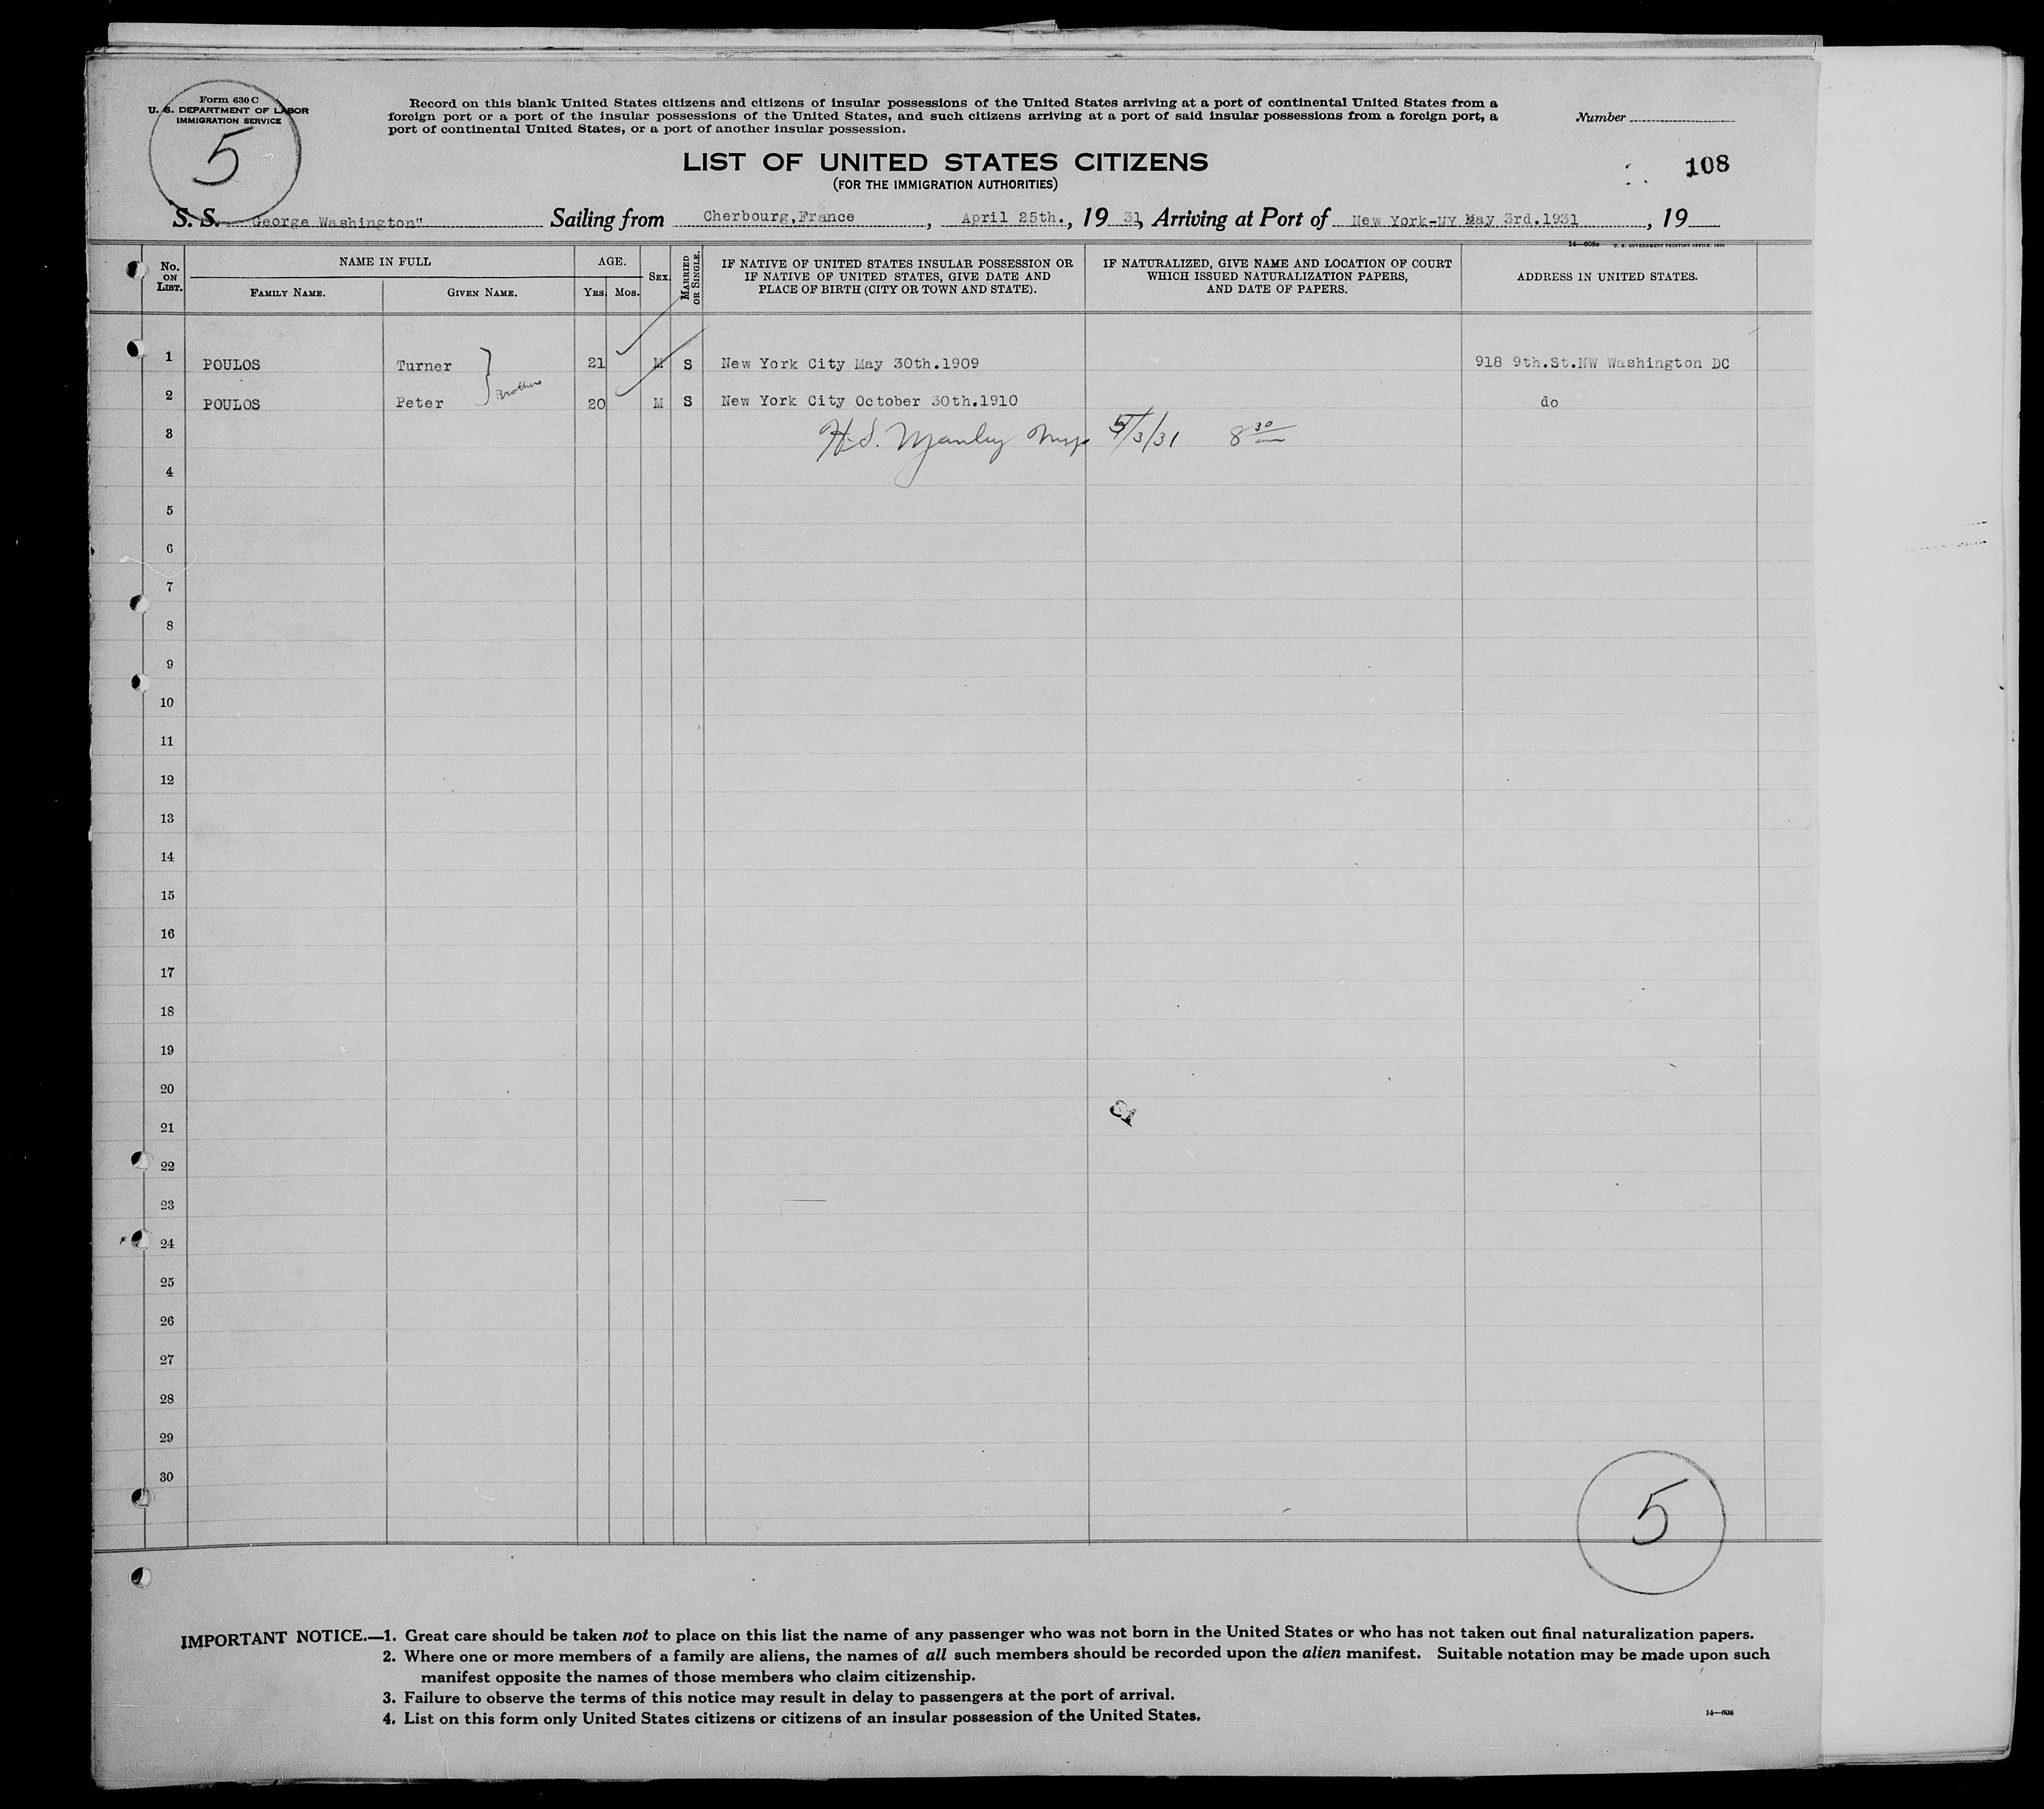 Form 630 C
U. S. DEPARTMENT OF LABOR
IMMIGRATION SERVICE
5
Record on this blank United States citizens and citizens of insular possessions of the United States arriving at a port of continental United States from a
foreign port or a port of the insular possessions of the United States, and such citizens arriving at a port of said insular possessions from a foreign port, a
port of continental United States, or a port of another insular possession.
Number
LIST OF UNITED STATES CITIZENS
(FOR THE IMMIGRATION AUTHORITIES)
108
S. S. George Washington" Sailing from Cherbourg,France, April 25th., 19 31, Arriving at Port of New York-NY May 3rd.1931, 19
14—608c U. S. GOVERNMENT PRINTING OFFICE: 1930
No. ON LIST. NAME IN FULL AGE. SEX. MARRIED OR SINGLE. IF NATIVE OF UNITED STATES INSULAR POSSESSION OR IF NATIVE OF UNITED STATES, GIVE DATE AND PLACE OF BIRTH (CITY OR TOWN AND STATE). IF NATURALIZED, GIVE NAME AND LOCATION OF COURT WHICH ISSUED NATURALIZATION PAPERS, AND DATE OF PAPERS. ADDRESS IN UNITED STATES.
FAMILY NAME. GIVEN NAME. YRS. MOS.
1 POULOS Turner 21 M S New York City May 30th.1909 918 9th.St.NW Washington DC
Brothers
2 POULOS Peter 20 M S New York City October 30th.1910 do
3 H.S. Manley 5/3/31 8 30
4
5
6
7
8
9
10
11
12
13
14
15
16
17
18
19
20
21
22
23
24
25
26
27
28
29
30
5
IMPORTANT NOTICE.—1. Great care should be taken not to place on this list the name of any passenger who was not born in the United States or who has not taken out final naturalization papers.
2. Where one or more members of a family are aliens, the names of all such members should be recorded upon the alien manifest. Suitable notation may be made upon such
manifest opposite the names of those members who claim citizenship.
3. Failure to observe the terms of this notice may result in delay to passengers at the port of arrival.
4. List on this form only United States citizens or citizens of an insular possession of the United States.
14—608